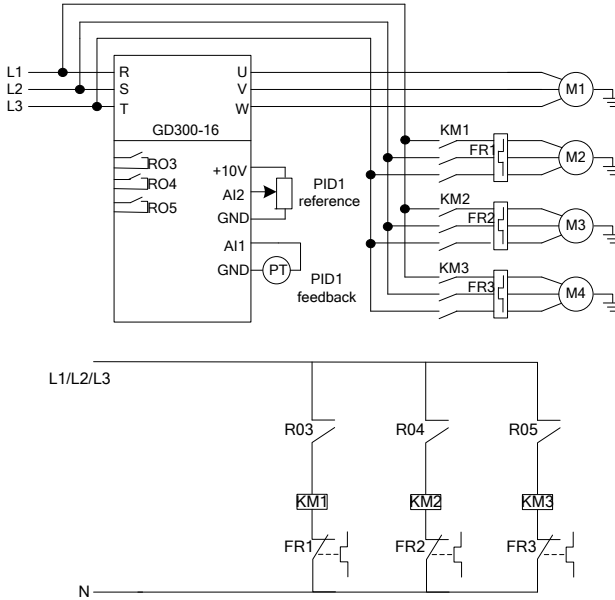 L1
L2
L3
R
S
T
U
V
W
M1
GD300-16
RO3
RO4
RO5
+10V
AI2
GND
PID1
reference
AI1
GND
PT
PID1
feedback
KM1
FR1
M2
KM2
FR2
M3
KM3
FR3
M4
L1/L2/L3
R03
R04
R05
KM1
KM2
KM3
FR1
FR2
FR3
N